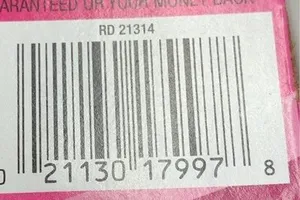 ARANTEED OR YOUR MONEY BACK
RD 21314
0 21130 17997 8